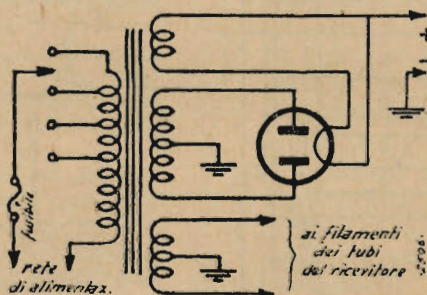 fusibile
rete
di alimentaz.
ai filamenti
dei tubi
del ricevitore
+
-